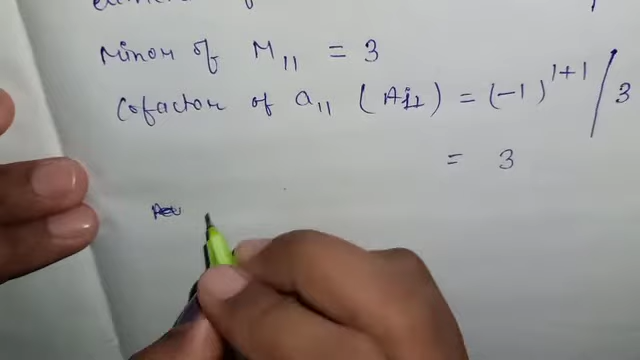 Minor of M₁₁ = 3
Cofactor of a₁₁ (A₁₁) = (-1)¹⁺¹ / 3
= 3